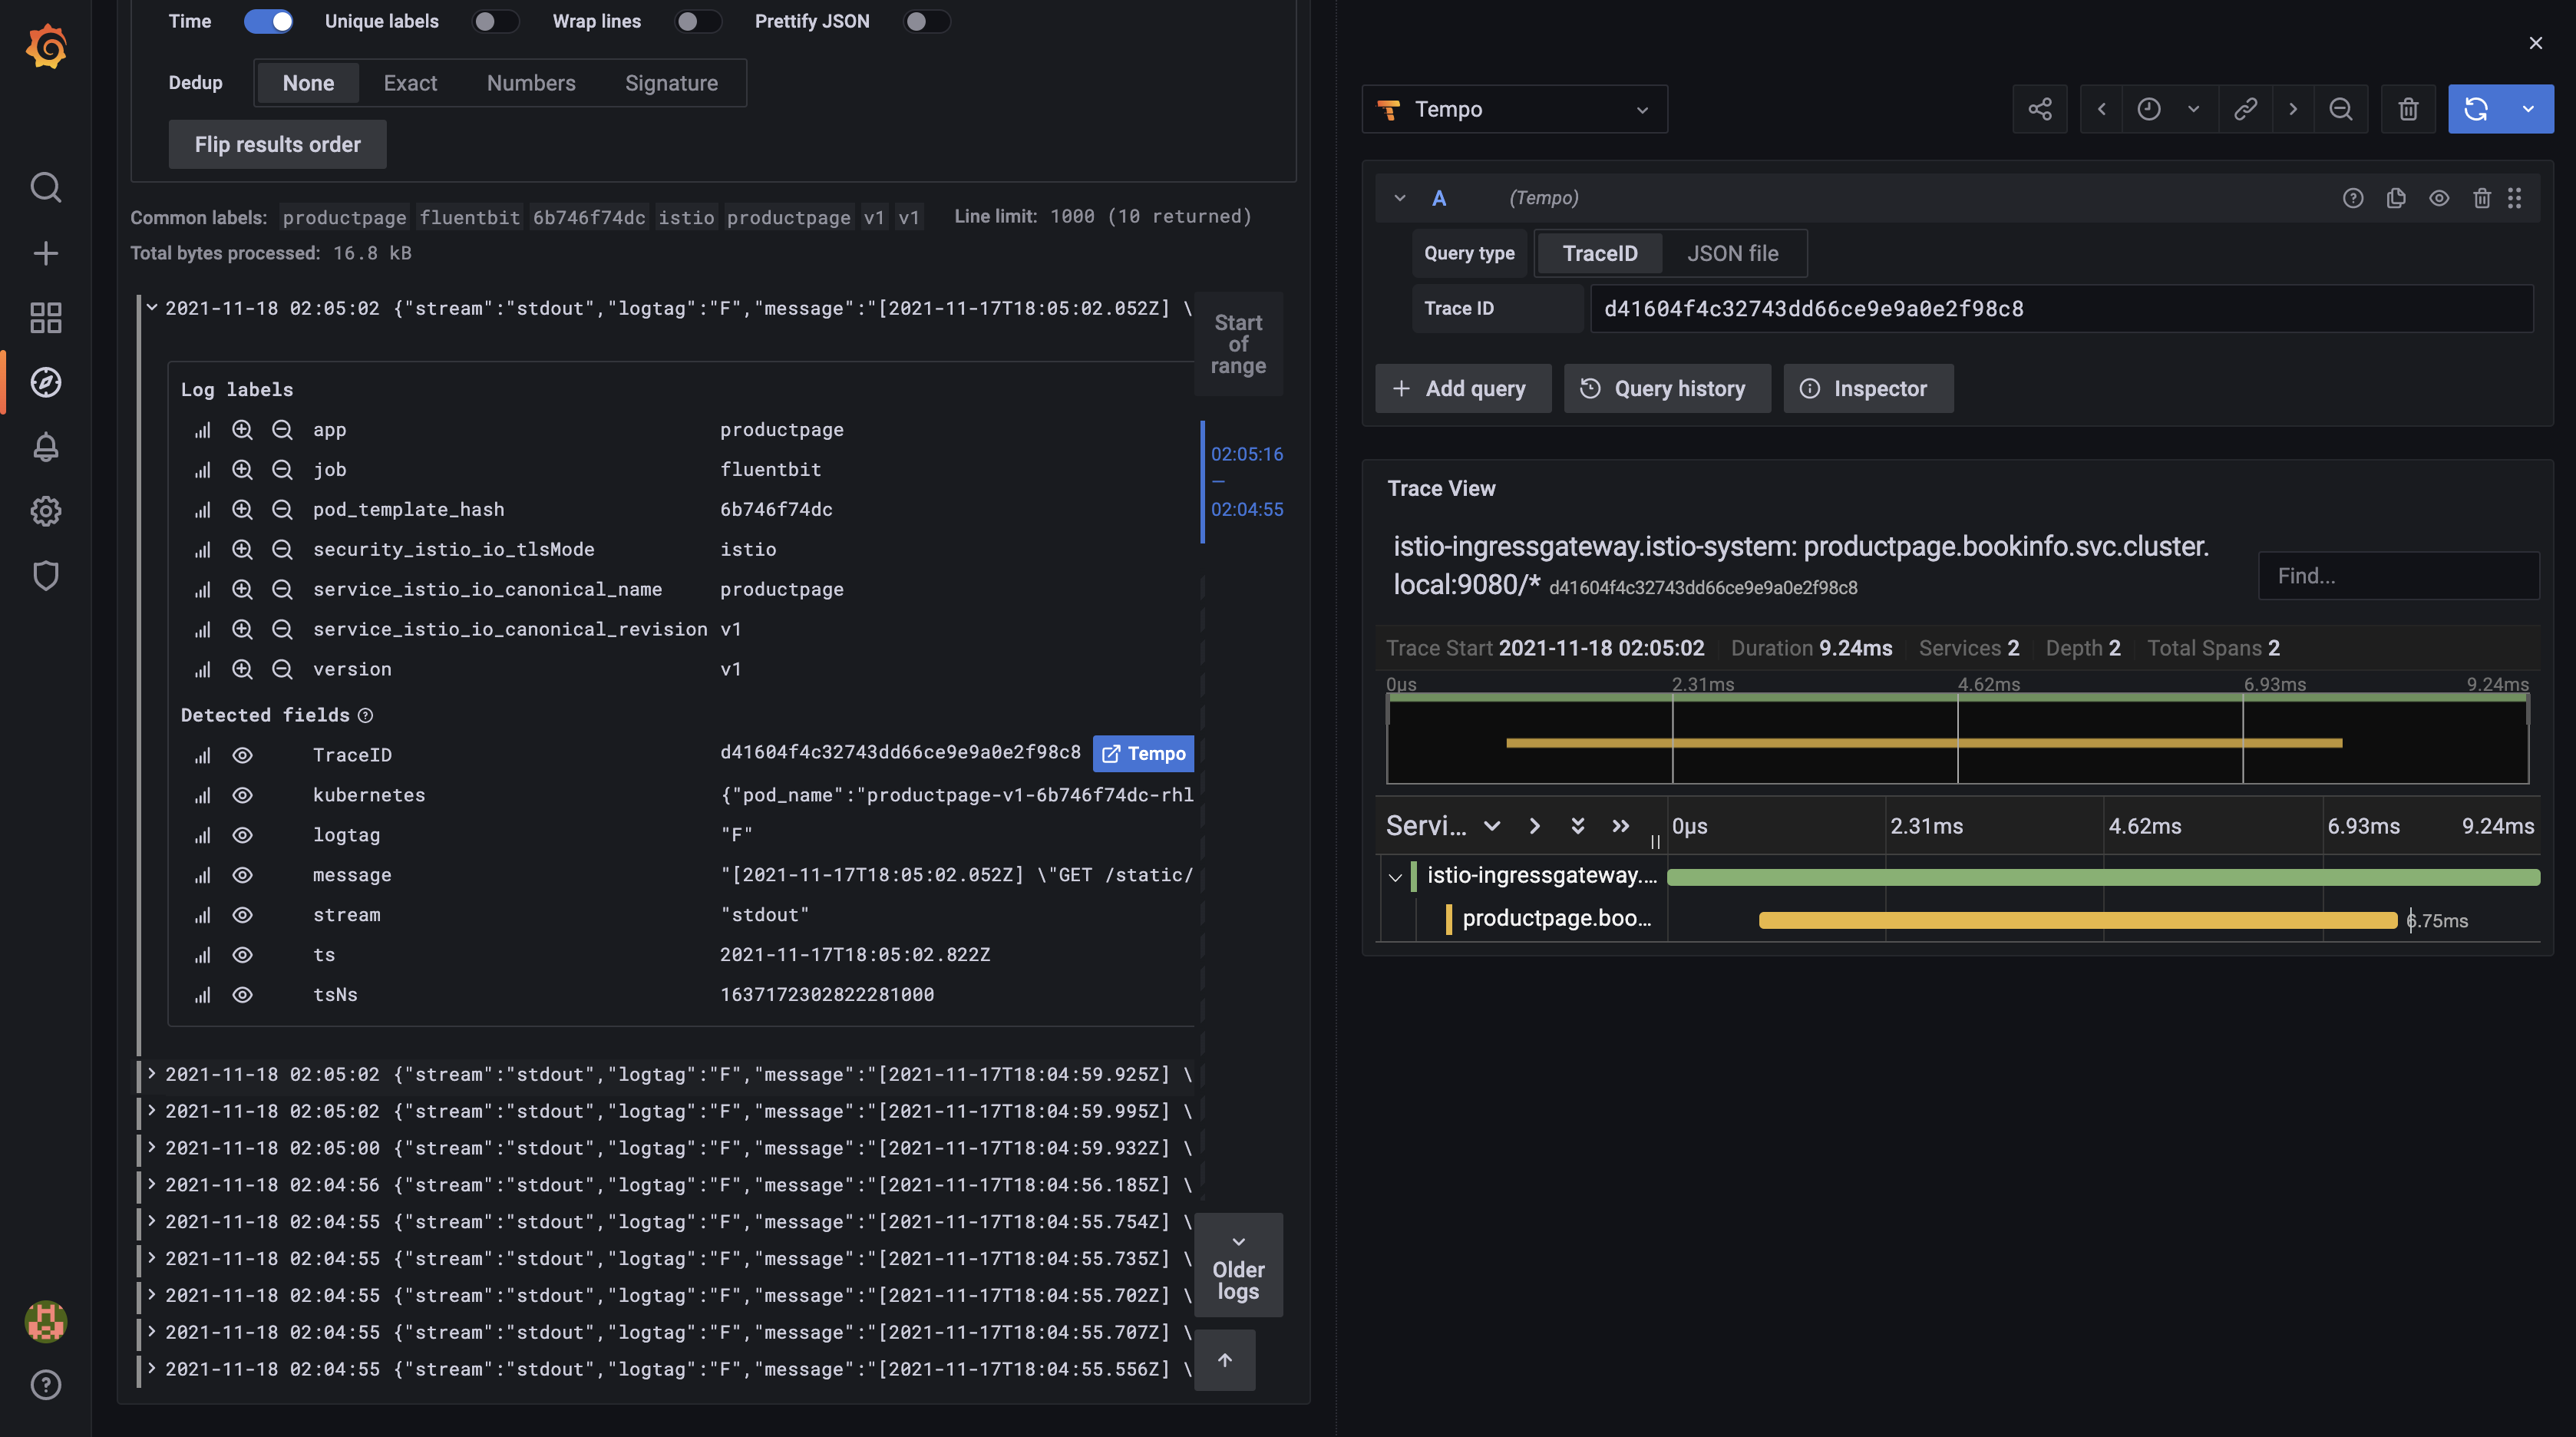 Time Unique labels Wrap lines Prettify JSON
Dedup None Exact Numbers Signature
Flip results order
Common labels: productpage fluentbit 6b746f74dc istio productpage v1 v1 Line limit: 1000 (10 returned)
Total bytes processed: 16.8 kB
2021-11-18 02:05:02 {"stream":"stdout","logtag":"F","message":"[2021-11-17T18:05:02.052Z] \
Log labels
app productpage
job fluentbit
pod_template_hash 6b746f74dc
security_istio_io_tlsMode istio
service_istio_io_canonical_name productpage
service_istio_io_canonical_revision v1
version v1
Detected fields
TraceID d41604f4c32743dd66ce9e9a0e2f98c8 Tempo
kubernetes {"pod_name":"productpage-v1-6b746f74dc-rhl
logtag "F"
message "[2021-11-17T18:05:02.052Z] \"GET /static/
stream "stdout"
ts 2021-11-17T18:05:02.822Z
tsNs 1637172302822281000
2021-11-18 02:05:02 {"stream":"stdout","logtag":"F","message":"[2021-11-17T18:04:59.925Z] \
2021-11-18 02:05:02 {"stream":"stdout","logtag":"F","message":"[2021-11-17T18:04:59.995Z] \
2021-11-18 02:05:00 {"stream":"stdout","logtag":"F","message":"[2021-11-17T18:04:59.932Z] \
2021-11-18 02:04:56 {"stream":"stdout","logtag":"F","message":"[2021-11-17T18:04:56.185Z] \
2021-11-18 02:04:55 {"stream":"stdout","logtag":"F","message":"[2021-11-17T18:04:55.754Z] \
2021-11-18 02:04:55 {"stream":"stdout","logtag":"F","message":"[2021-11-17T18:04:55.735Z] \
2021-11-18 02:04:55 {"stream":"stdout","logtag":"F","message":"[2021-11-17T18:04:55.702Z] \
2021-11-18 02:04:55 {"stream":"stdout","logtag":"F","message":"[2021-11-17T18:04:55.707Z] \
2021-11-18 02:04:55 {"stream":"stdout","logtag":"F","message":"[2021-11-17T18:04:55.556Z] \
Start
of
range
02:05:16
—
02:04:55
Older
logs
Tempo
A (Tempo)
Query type TraceID JSON file
Trace ID d41604f4c32743dd66ce9e9a0e2f98c8
Add query Query history Inspector
Trace View
istio-ingressgateway.istio-system: productpage.bookinfo.svc.cluster.
local:9080/* d41604f4c32743dd66ce9e9a0e2f98c8
Find...
Trace Start 2021-11-18 02:05:02 Duration 9.24ms Services 2 Depth 2 Total Spans 2
0μs 2.31ms 4.62ms 6.93ms 9.24ms
Servi... 0μs 2.31ms 4.62ms 6.93ms 9.24ms
istio-ingressgateway....
productpage.boo... 6.75ms